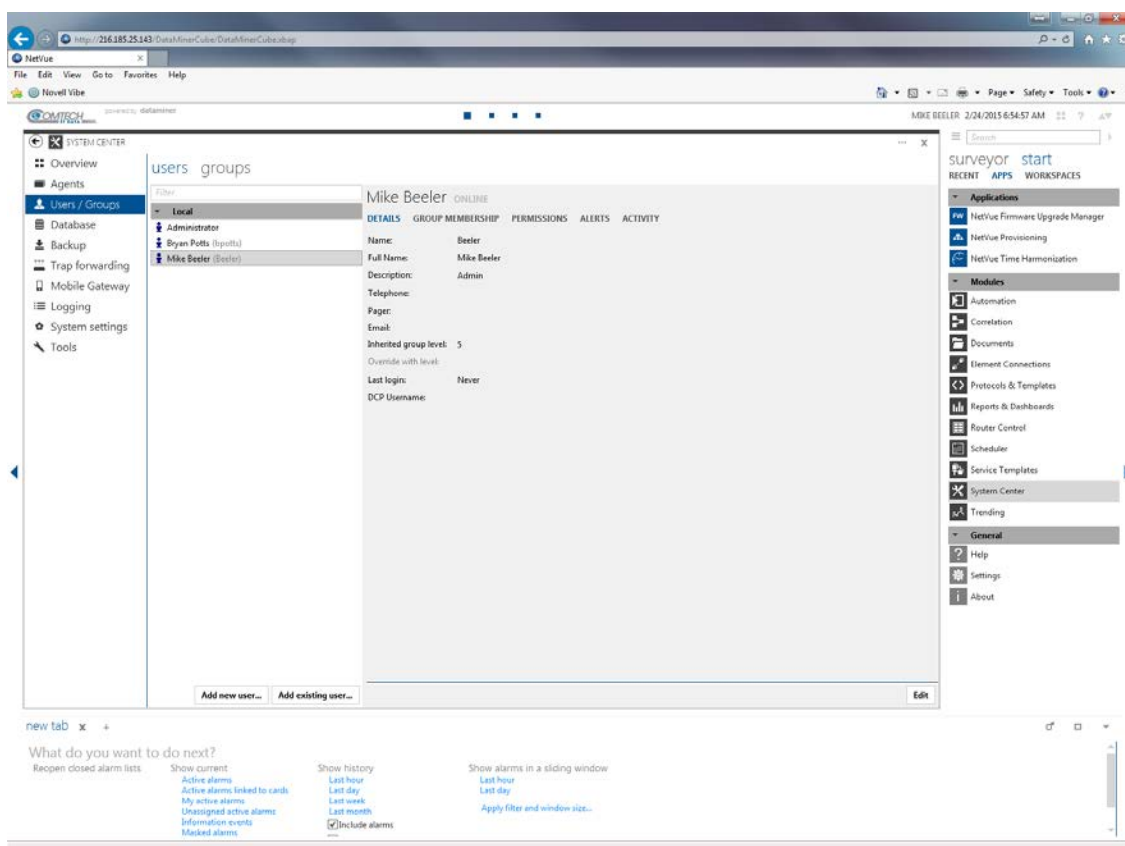 http://216.185.25.143/DataMinerCube/DataMinerCube.xbap
NetVue x
File Edit View Go to Favorites Help
Novell Vibe
Page Safety Tools
COMTECH powered by dataminer
MIKE BEELER 2/24/2015 6:54:57 AM ?
SYSTEM CENTER
... x
Search
Overview
Agents
Users / Groups
Database
Backup
Trap forwarding
Mobile Gateway
Logging
System settings
Tools
users groups
Filter
Local
Administrator
Bryan Potts (bpotts)
Mike Beeler (Beeler)
Add new user... Add existing user...
Mike Beeler ONLINE
DETAILS GROUP MEMBERSHIP PERMISSIONS ALERTS ACTIVITY
Name: Beeler
Full Name: Mike Beeler
Description: Admin
Telephone:
Pager:
Email:
Inherited group level: 5
Override with level:
Last login: Never
DCP Username:
Edit
surveyor start
RECENT APPS WORKSPACES
Applications
NetVue Firmware Upgrade Manager
NetVue Provisioning
NetVue Time Harmonization
Modules
Automation
Correlation
Documents
Element Connections
Protocols & Templates
Reports & Dashboards
Router Control
Scheduler
Service Templates
System Center
Trending
General
Help
Settings
About
new tab x +
What do you want to do next?
Reopen closed alarm lists
Show current
Active alarms
Active alarms linked to cards
My active alarms
Unassigned active alarms
Information events
Masked alarms
Show history
Last hour
Last day
Last week
Last month
Include alarms
Show alarms in a sliding window
Last hour
Last day
Apply filter and window size...